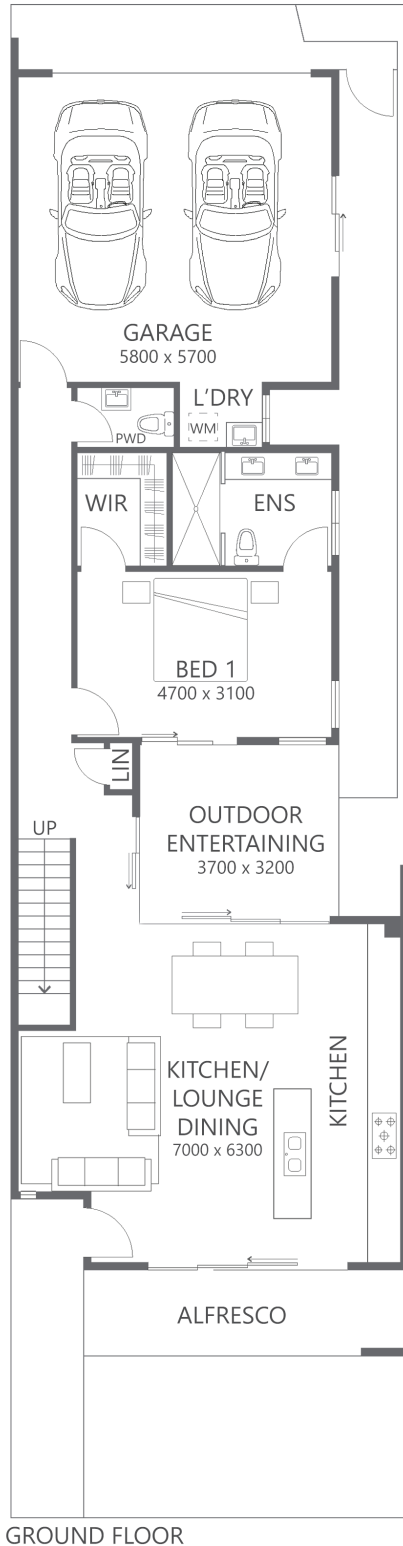 GARAGE
5800 x 5700
L'DRY
WM
PWD
WIR
ENS
BED 1
4700 x 3100
LIN
OUTDOOR
ENTERTAINING
3700 x 3200
UP
KITCHEN/
LOUNGE
DINING
7000 x 6300
KITCHEN
ALFRESCO
GROUND FLOOR